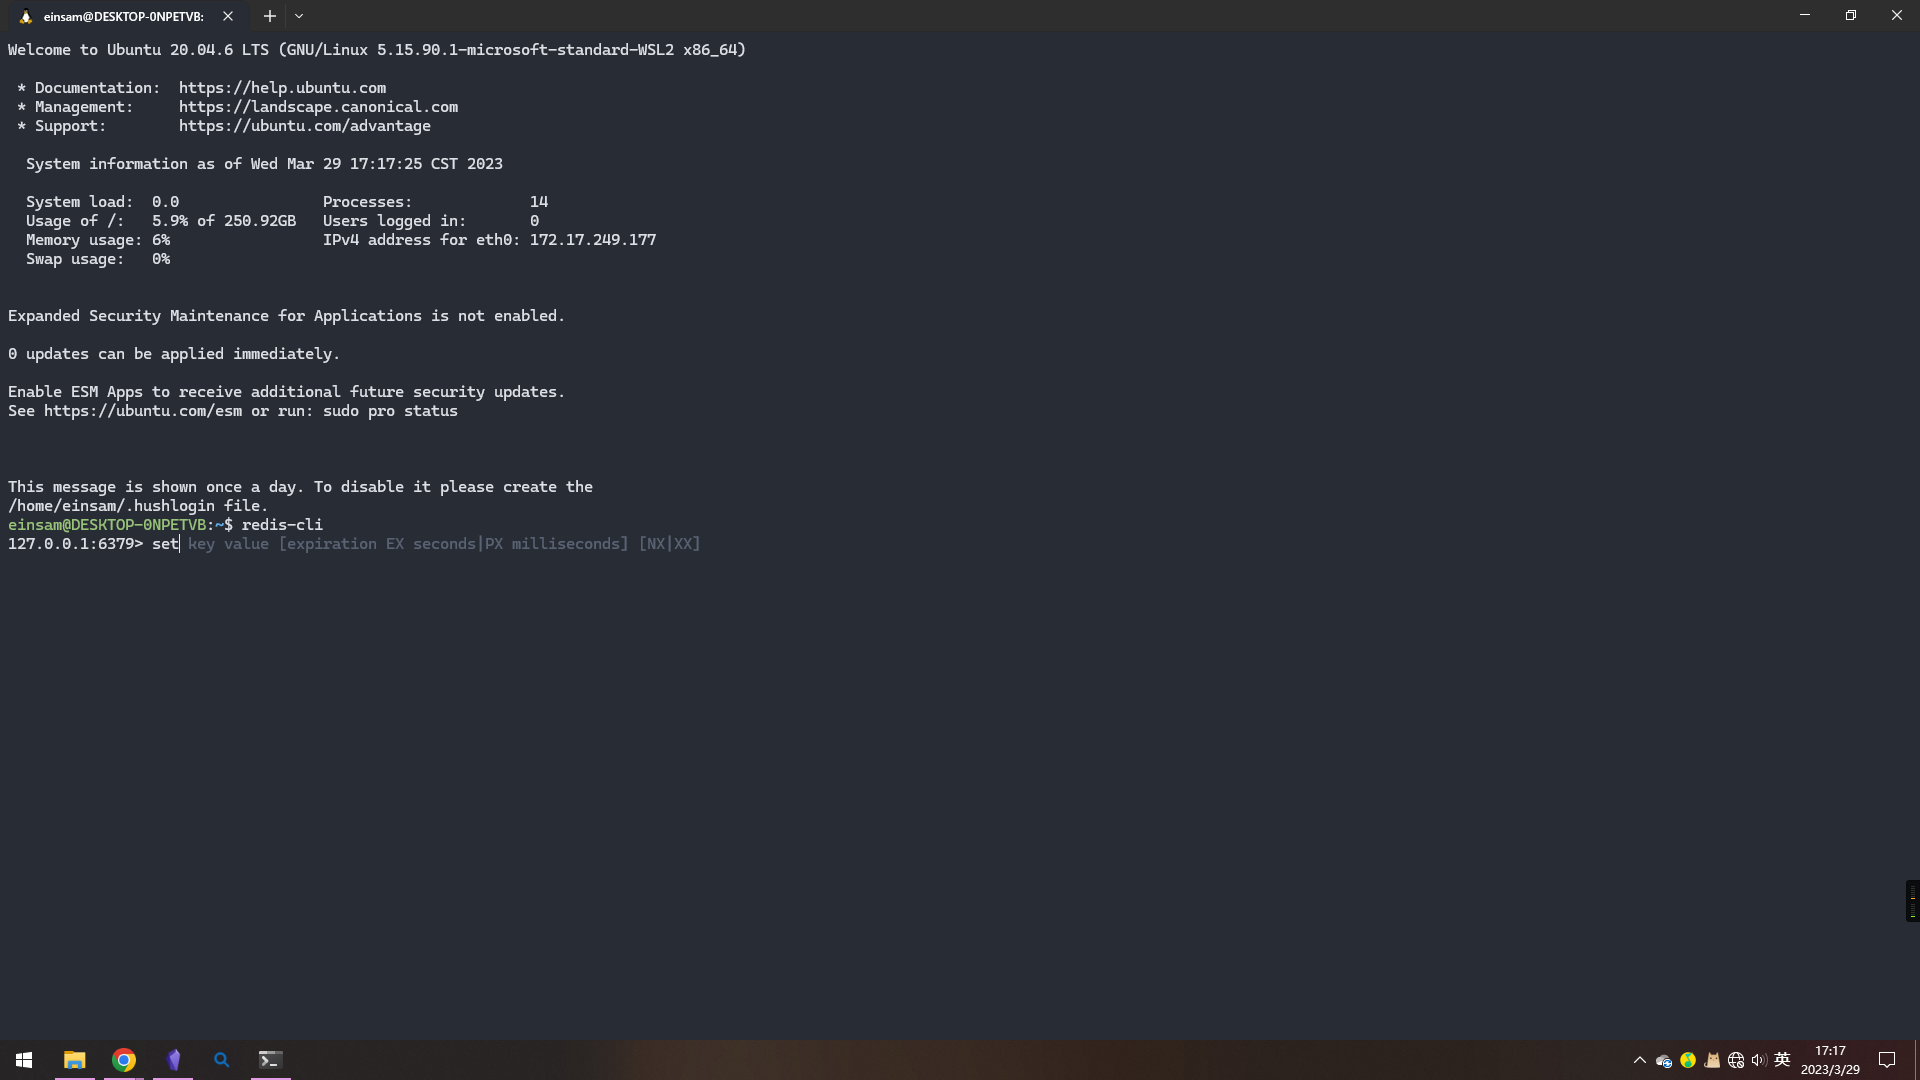 einsam@DESKTOP-0NPETVB:
Welcome to Ubuntu 20.04.6 LTS (GNU/Linux 5.15.90.1-microsoft-standard-WSL2 x86_64)
* Documentation:  https://help.ubuntu.com
* Management:     https://landscape.canonical.com
* Support:        https://ubuntu.com/advantage
System information as of Wed Mar 29 17:17:25 CST 2023
System load:  0.0                Processes:             14
Usage of /:   5.9% of 250.92GB   Users logged in:       0
Memory usage: 6%                 IPv4 address for eth0: 172.17.249.177
Swap usage:   0%
Expanded Security Maintenance for Applications is not enabled.
0 updates can be applied immediately.
Enable ESM Apps to receive additional future security updates.
See https://ubuntu.com/esm or run: sudo pro status
This message is shown once a day. To disable it please create the
/home/einsam/.hushlogin file.
einsam@DESKTOP-0NPETVB:~$ redis-cli
127.0.0.1:6379> set key value [expiration EX seconds|PX milliseconds] [NX|XX]
英
17:17
2023/3/29